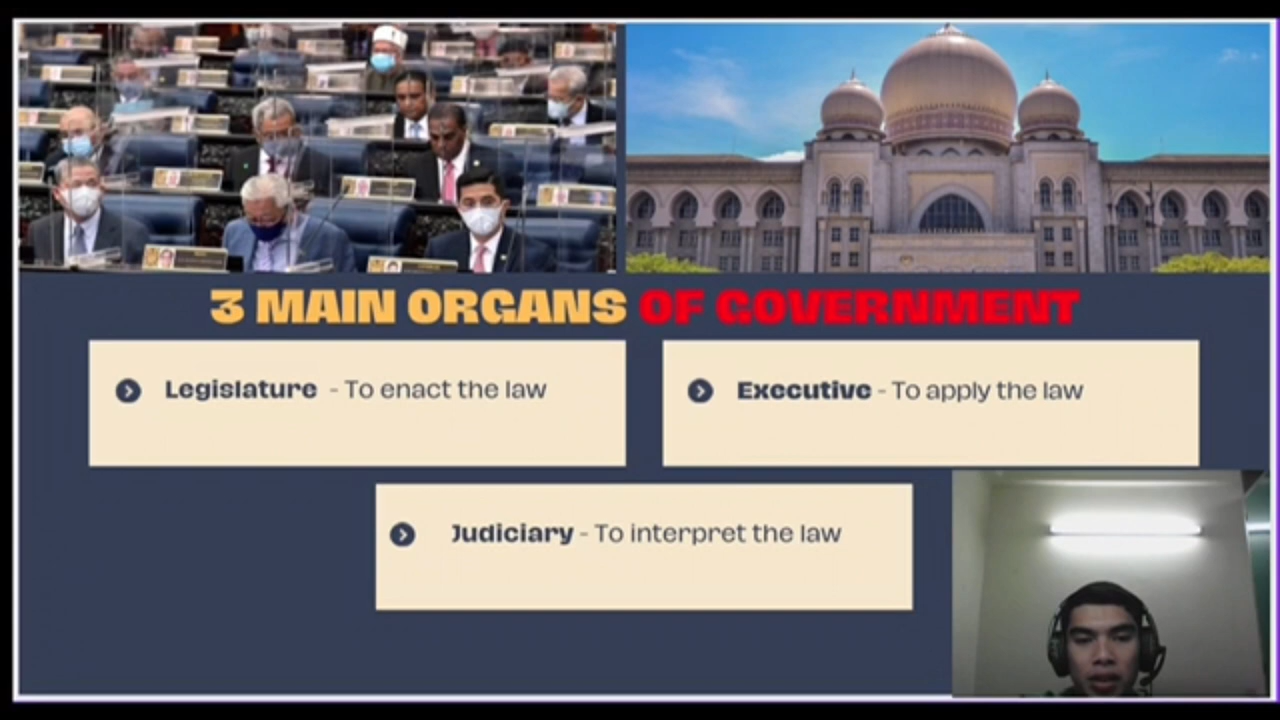 3 MAIN ORGANS OF GOVERNMENT
Legislature - To enact the law
Executive - To apply the law
Judiciary - To interpret the law